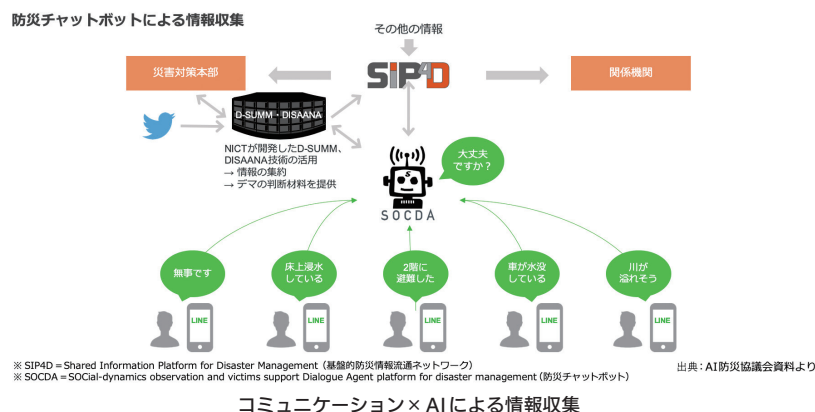 防災チャットボットによる情報収集
その他の情報
災害対策本部
SIP4D
関係機関
D-SUMM・DISAANA
NICTが開発したD-SUMM、
DISAANA技術の活用
→ 情報の集約
→ デマの判断材料を提供
大丈夫
ですか?
S
SOCDA
無事です
床上浸水
している
2階に
避難した
車が水没
している
川が
溢れそう
LINE
LINE
LINE
LINE
LINE
※ SIP4D = Shared Information Platform for Disaster Management (基盤的防災情報流通ネットワーク)
※ SOCDA = SOCial-dynamics observation and victims support Dialogue Agent platform for disaster management (防災チャットボット)
出典:AI防災協議会資料より
コミュニケーション× AIによる情報収集